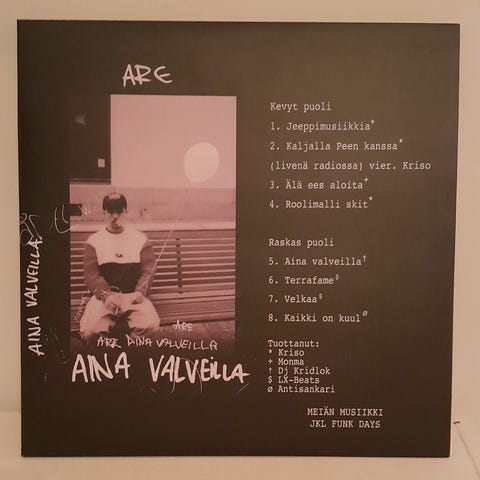 ARE
AINA VALVEILLA
FILA
ARE
ARE AINA VALVEILLA
AINA VALVEILLA
Kevyt puoli
1. Jeeppimusiikkia*
2. Kaljalla Peen kanssa*
(livenä radiossa) vier. Kriso
3. Älä ees aloita+
4. Roolimalli skit*
Raskas puoli
5. Aina valveilla†
6. Terrafame$
7. Velkaa$
8. Kaikki on kuulø
Tuottanut:
* Kriso
+ Monma
† Dj Kridlok
$ LX-Beats
ø Antisankari
MEIÄN MUSIIKKI
JKL FUNK DAYS